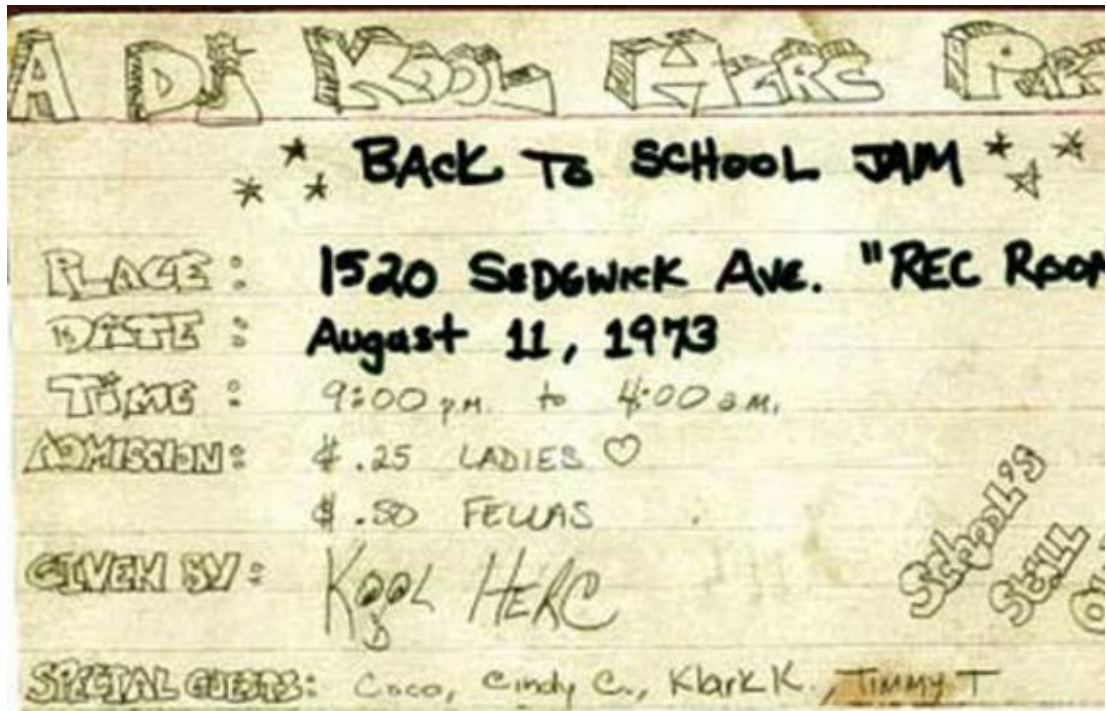 A DJ KOOL HERC PAR
BACK TO SCHOOL JAM
PLACE: 1520 SEDGWICK AVE. "REC ROOM
DATE: August 11, 1973
TIME: 9:00 P.M. to 4:00 a.m.
ADMISSION: $.25 LADIES ♡
$.50 FELLAS
GIVEN BY: KOOL HERC
SPECIAL GUESTS: Coco, Cindy C., Klark K., TIMMY T
School's
Still